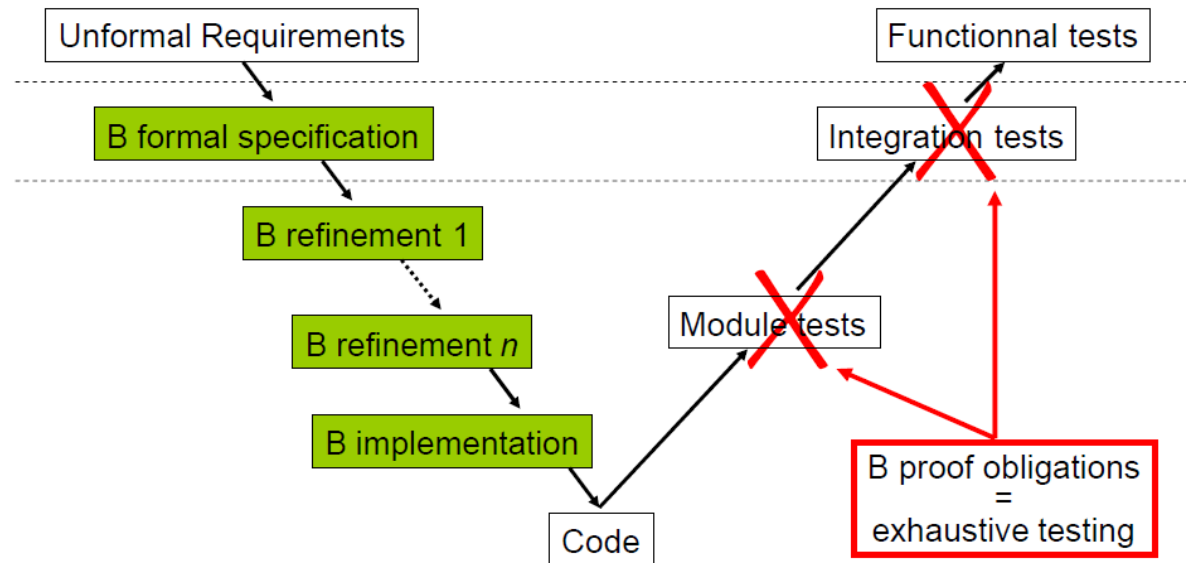 Unformal Requirements
Functionnal tests
B formal specification
Integration tests
B refinement 1
B refinement n
Module tests
B implementation
B proof obligations
=
exhaustive testing
Code